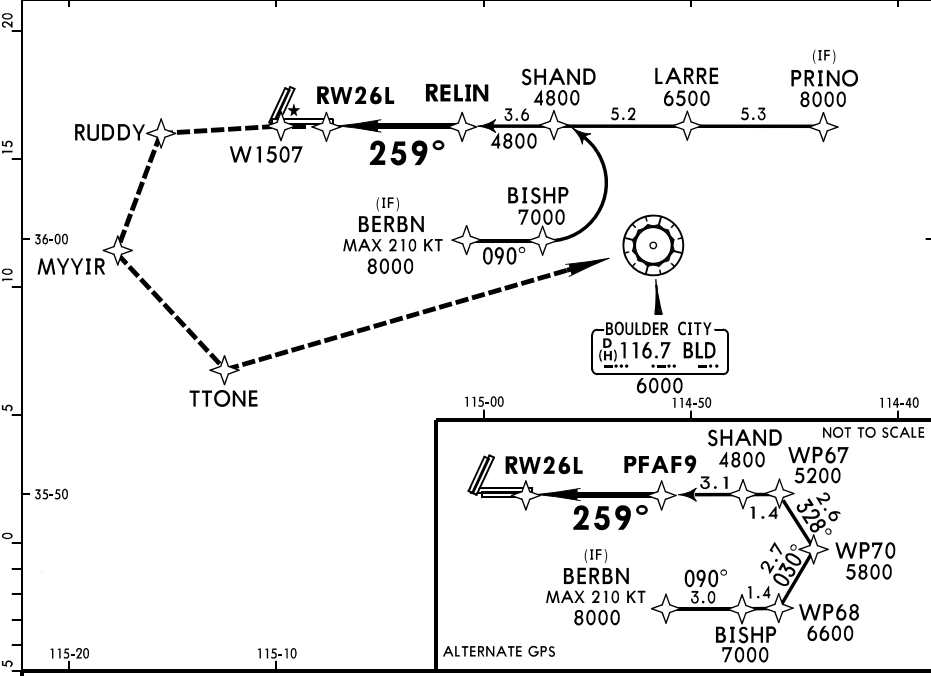 20
(IF)
SHAND
LARRE
PRINO
RW26L
RELIN
4800
6500
8000
3.6
5.2
5.3
RUDDY
4800
W1507
259°
15
(IF)
BISHP
BERBN
7000
MAX 210 KT
36-00
090°
8000
MYYIR
10
BOULDER CITY
D
(H) 116.7 BLD
6000
TTONE
115-00
114-50
114-40
5
NOT TO SCALE
SHAND
4800
WP67
5200
RW26L
PFAF9
3.1
35-50
1.4
2.6
328°
259°
0
(IF)
2.7
030°
WP70
5800
BERBN
090°
MAX 210 KT
3.0
1.4
8000
WP68
6600
BISHP
7000
ALTERNATE GPS
115-20
115-10
5